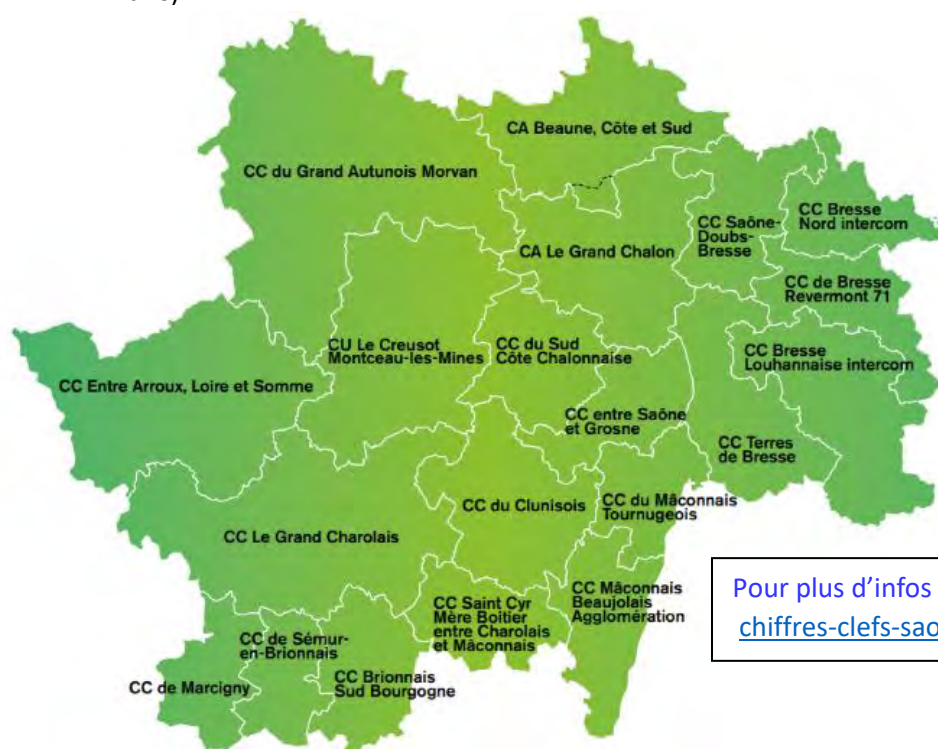 CA Beaune, Côte et Sud
CC du Grand Autunois Morvan
CC Bresse
Nord intercom
CC Saône-
Doubs-
Bresse
CA Le Grand Chalon
CC de Bresse
Revermont 71
CU Le Creusot
Montceau-les-Mines
CC du Sud
Côte Chalonnaise
CC Bresse
Louhannaise intercom
CC Entre Arroux, Loire et Somme
CC entre Saône
et Grosne
CC Terres
de Bresse
CC du Clunisois
CC du Mâconnais
Tournugeois
CC Le Grand Charolais
CC Mâconnais
Beaujolais
Agglomération
CC Saint Cyr
Mère Boitier
entre Charolais
et Mâconnais
CC de Sémur-
en-Brionnais
CC Brionnais
Sud Bourgogne
CC de Marcigny
Pour plus d’infos
chiffres-clefs-sao